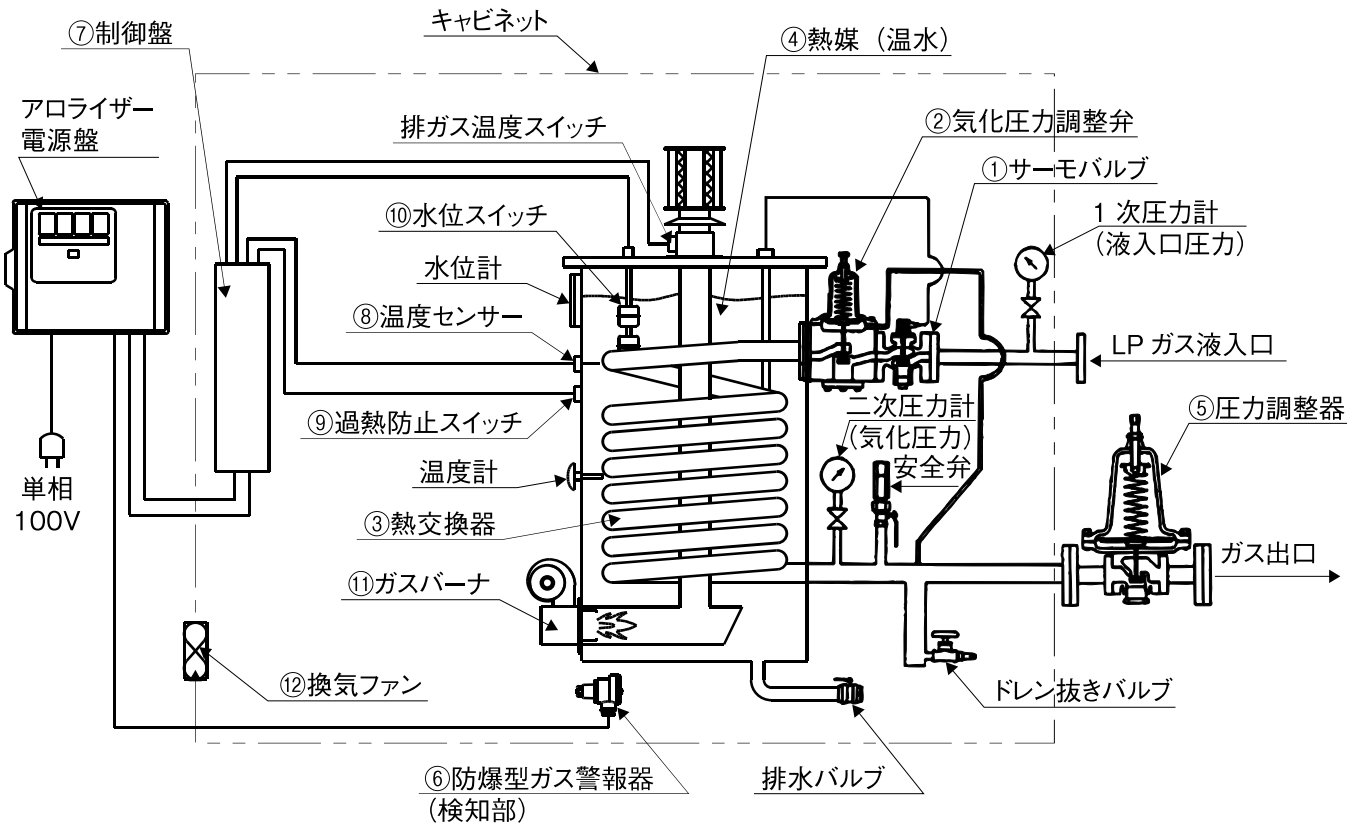 キャビネット
⑦制御盤
④熱媒（温水）
アロライザー
電源盤
排ガス温度スイッチ
②気化圧力調整弁
①サーモバルブ
⑩水位スイッチ
1 次圧力計
（液入口圧力）
水位計
⑧温度センサー
LP ガス液入口
⑨過熱防止スイッチ
二次圧力計
（気化圧力）
安全弁
⑤圧力調整器
温度計
単相
100V
③熱交換器
ガス出口
⑪ガスバーナ
⑫換気ファン
ドレン抜きバルブ
⑥防爆型ガス警報器
（検知部）
排水バルブ